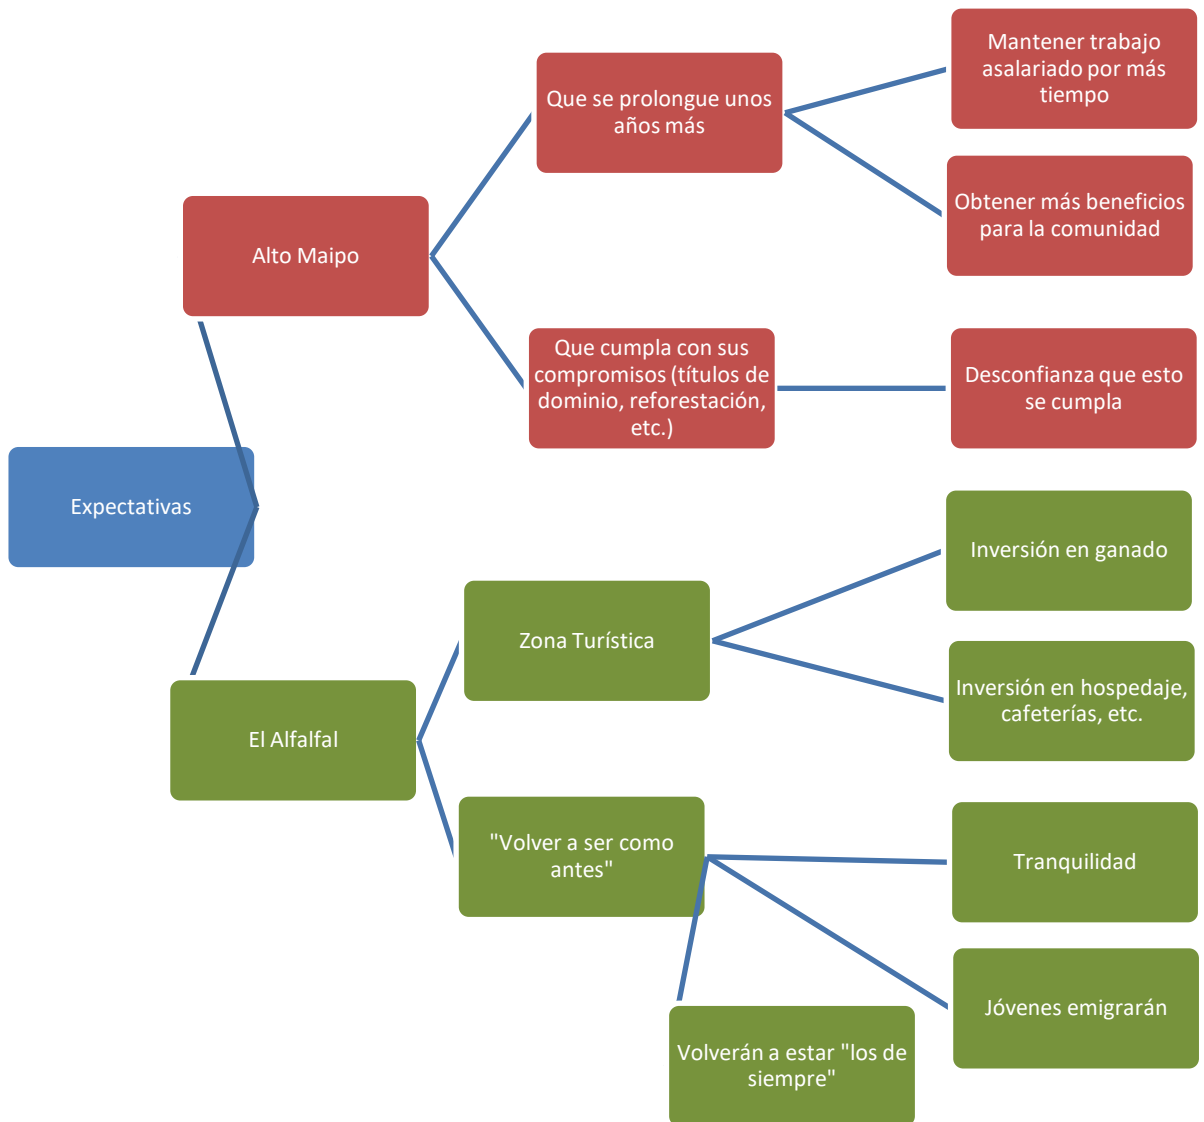 Mantener trabajo
asalariado por más
tiempo
Que se prolongue unos
años más
Obtener más beneficios
para la comunidad
Alto Maipo
Que cumpla con sus
compromisos (títulos de
dominio, reforestación,
etc.)
Desconfianza que esto
se cumpla
Expectativas
Inversión en ganado
Zona Turística
Inversión en hospedaje,
cafeterías, etc.
El Alfalfal
"Volver a ser como
antes"
Tranquilidad
Jóvenes emigrarán
Volverán a estar "los de
siempre"